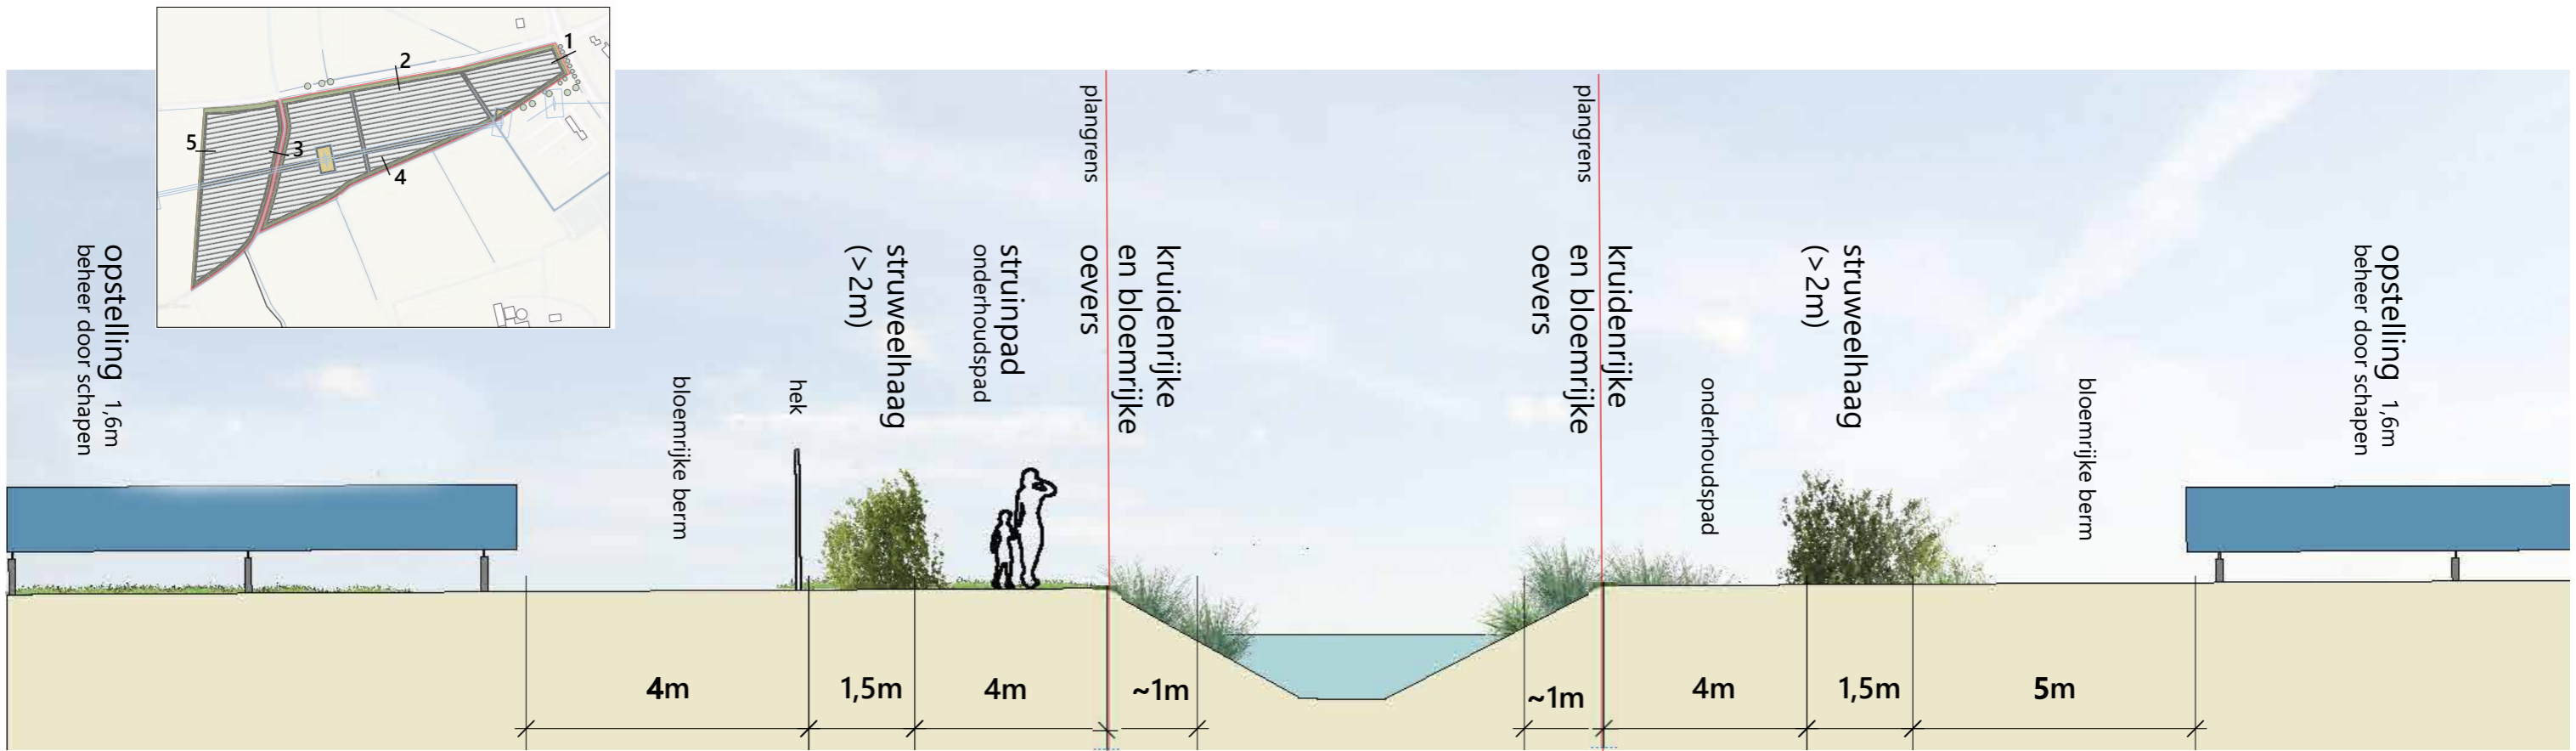 1
2
3
4
5
plangrens
plangrens
opstelling 1,6m
beheer door schapen
bloemrijke berm
hek
struweelhaag
(>2m)
struinpad
onderhoudspad
kruidenrijke
en bloemrijke
oevers
kruidenrijke
en bloemrijke
oevers
onderhoudspad
struweelhaag
(>2m)
bloemrijke berm
opstelling 1,6m
beheer door schapen
4m
1,5m
4m
~1m
~1m
4m
1,5m
5m